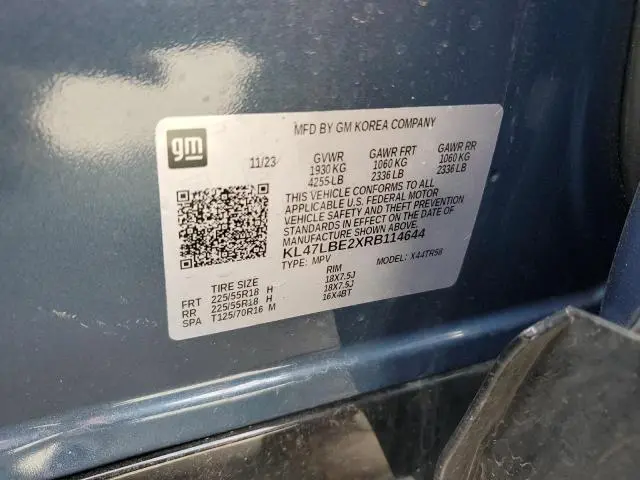 MFD BY GM KOREA COMPANY
gm
11/23 GVWR GAWR FRT GAWR RR
1930 KG 1060 KG 1060 KG
4255 LB 2336 LB 2336 LB
THIS VEHICLE CONFORMS TO ALL
APPLICABLE U.S. FEDERAL MOTOR
VEHICLE SAFETY AND THEFT PREVENTION
STANDARDS IN EFFECT ON THE DATE OF
MANUFACTURE SHOWN ABOVE.
KL47LBE2XRB114644
TYPE: MPV MODEL: X44TR58
TIRE SIZE RIM
FRT 225/55R18 H 18X7.5J
RR 225/55R18 H 18X7.5J
SPA T125/70R16 M 16X4BT